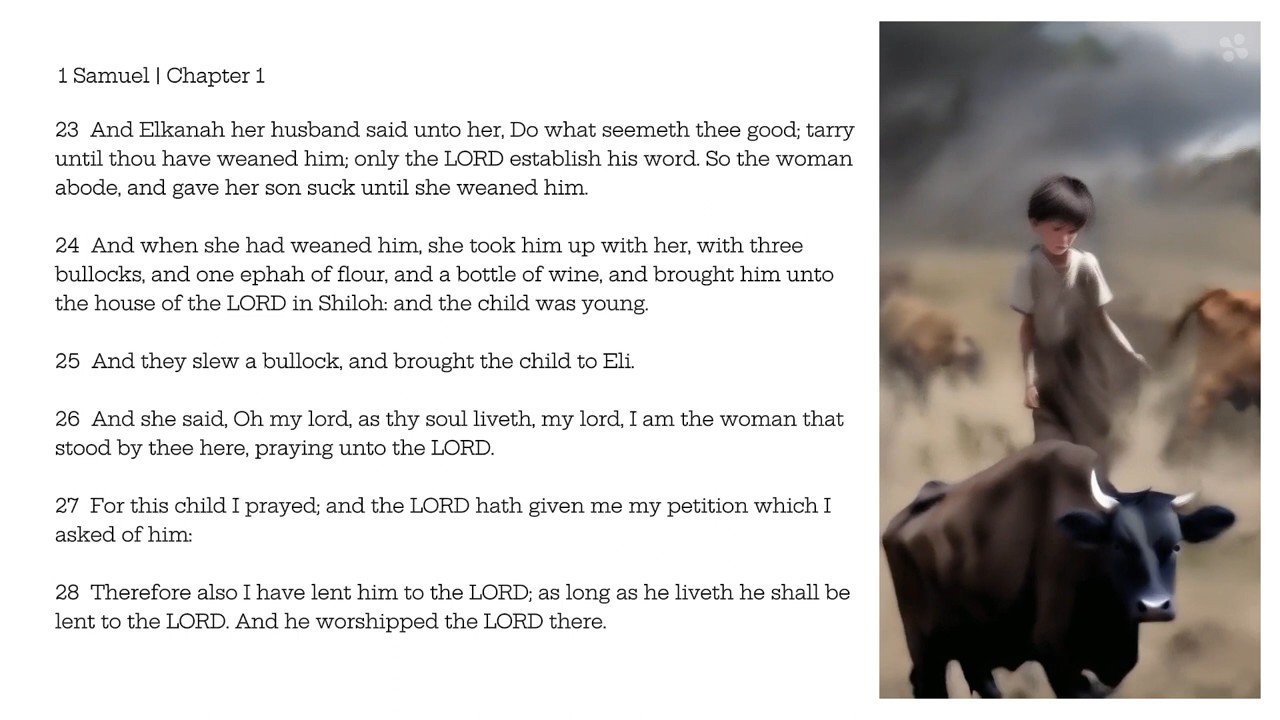 1 Samuel | Chapter 1
23 And Elkanah her husband said unto her, Do what seemeth thee good; tarry
until thou have weaned him; only the LORD establish his word. So the woman
abode, and gave her son suck until she weaned him.
24 And when she had weaned him, she took him up with her, with three
bullocks, and one ephah of flour, and a bottle of wine, and brought him unto
the house of the LORD in Shiloh: and the child was young.
25 And they slew a bullock, and brought the child to Eli.
26 And she said, Oh my lord, as thy soul liveth, my lord, I am the woman that
stood by thee here, praying unto the LORD.
27 For this child I prayed; and the LORD hath given me my petition which I
asked of him:
28 Therefore also I have lent him to the LORD; as long as he liveth he shall be
lent to the LORD. And he worshipped the LORD there.